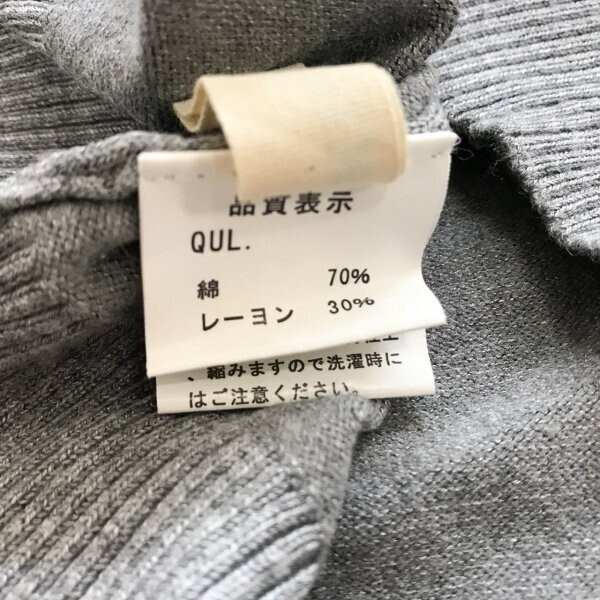 品質表示
QUL.
綿 70%
レーヨン 30%
、縮みますので洗濯時に
はご注意ください。